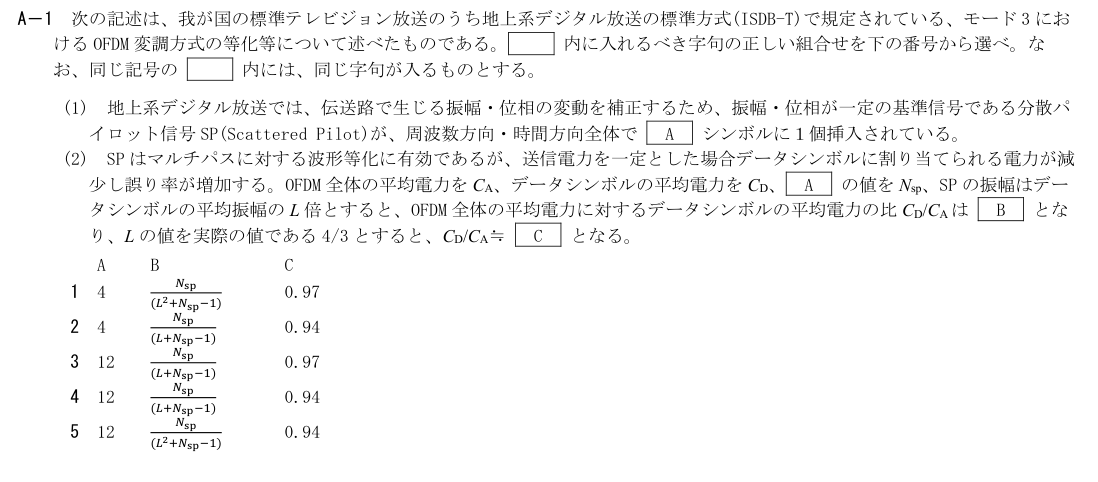 A－1 次の記述は、我が国の標準テレビジョン放送のうち地上系デジタル放送の標準方式(ISDB-T)で規定されている、モード3にお
ける OFDM 変調方式の等化等について述べたものである。□ 内に入れるべき字句の正しい組合せを下の番号から選べ。な
お、同じ記号の □ 内には、同じ字句が入るものとする。
(1) 地上系デジタル放送では、伝送路で生じる振幅・位相の変動を補正するため、振幅・位相が一定の基準信号である分散パ
イロット信号 SP(Scattered Pilot)が、周波数方向・時間方向全体で A シンボルに1個挿入されている。
(2) SP はマルチパスに対する波形等化に有効であるが、送信電力を一定とした場合データシンボルに割り当てられる電力が減
少し誤り率が増加する。OFDM 全体の平均電力を CA、データシンボルの平均電力を CD、 A の値を Nsp、SP の振幅はデー
タシンボルの平均振幅の L 倍とすると、OFDM 全体の平均電力に対するデータシンボルの平均電力の比 CD/CA は B とな
り、L の値を実際の値である 4/3 とすると、CD/CA≒ C となる。
A B C
1 4 Nsp/(L²+Nsp−1) 0.97
2 4 Nsp/(L+Nsp−1) 0.94
3 12 Nsp/(L+Nsp−1) 0.97
4 12 Nsp/(L+Nsp−1) 0.94
5 12 Nsp/(L²+Nsp−1) 0.94